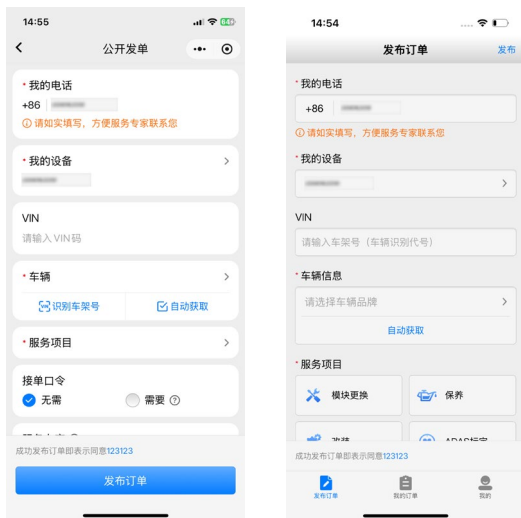 14:55
64
公开发单
* 我的电话
+86
请如实填写，方便服务专家联系您
* 我的设备
VIN
请输入VIN码
* 车辆
VIN 识别车架号
自动获取
* 服务项目
接单口令
无需
需要
成功发布订单即表示同意123123
发布订单
14:54
发布订单
发布
* 我的电话
+86
请如实填写，方便服务专家联系您
* 我的设备
VIN
请输入车架号（车辆识别代号）
* 车辆信息
请选择车辆品牌
自动获取
* 服务项目
模块更换
保养
成功发布订单即表示同意123123
发布订单
我的订单
我的